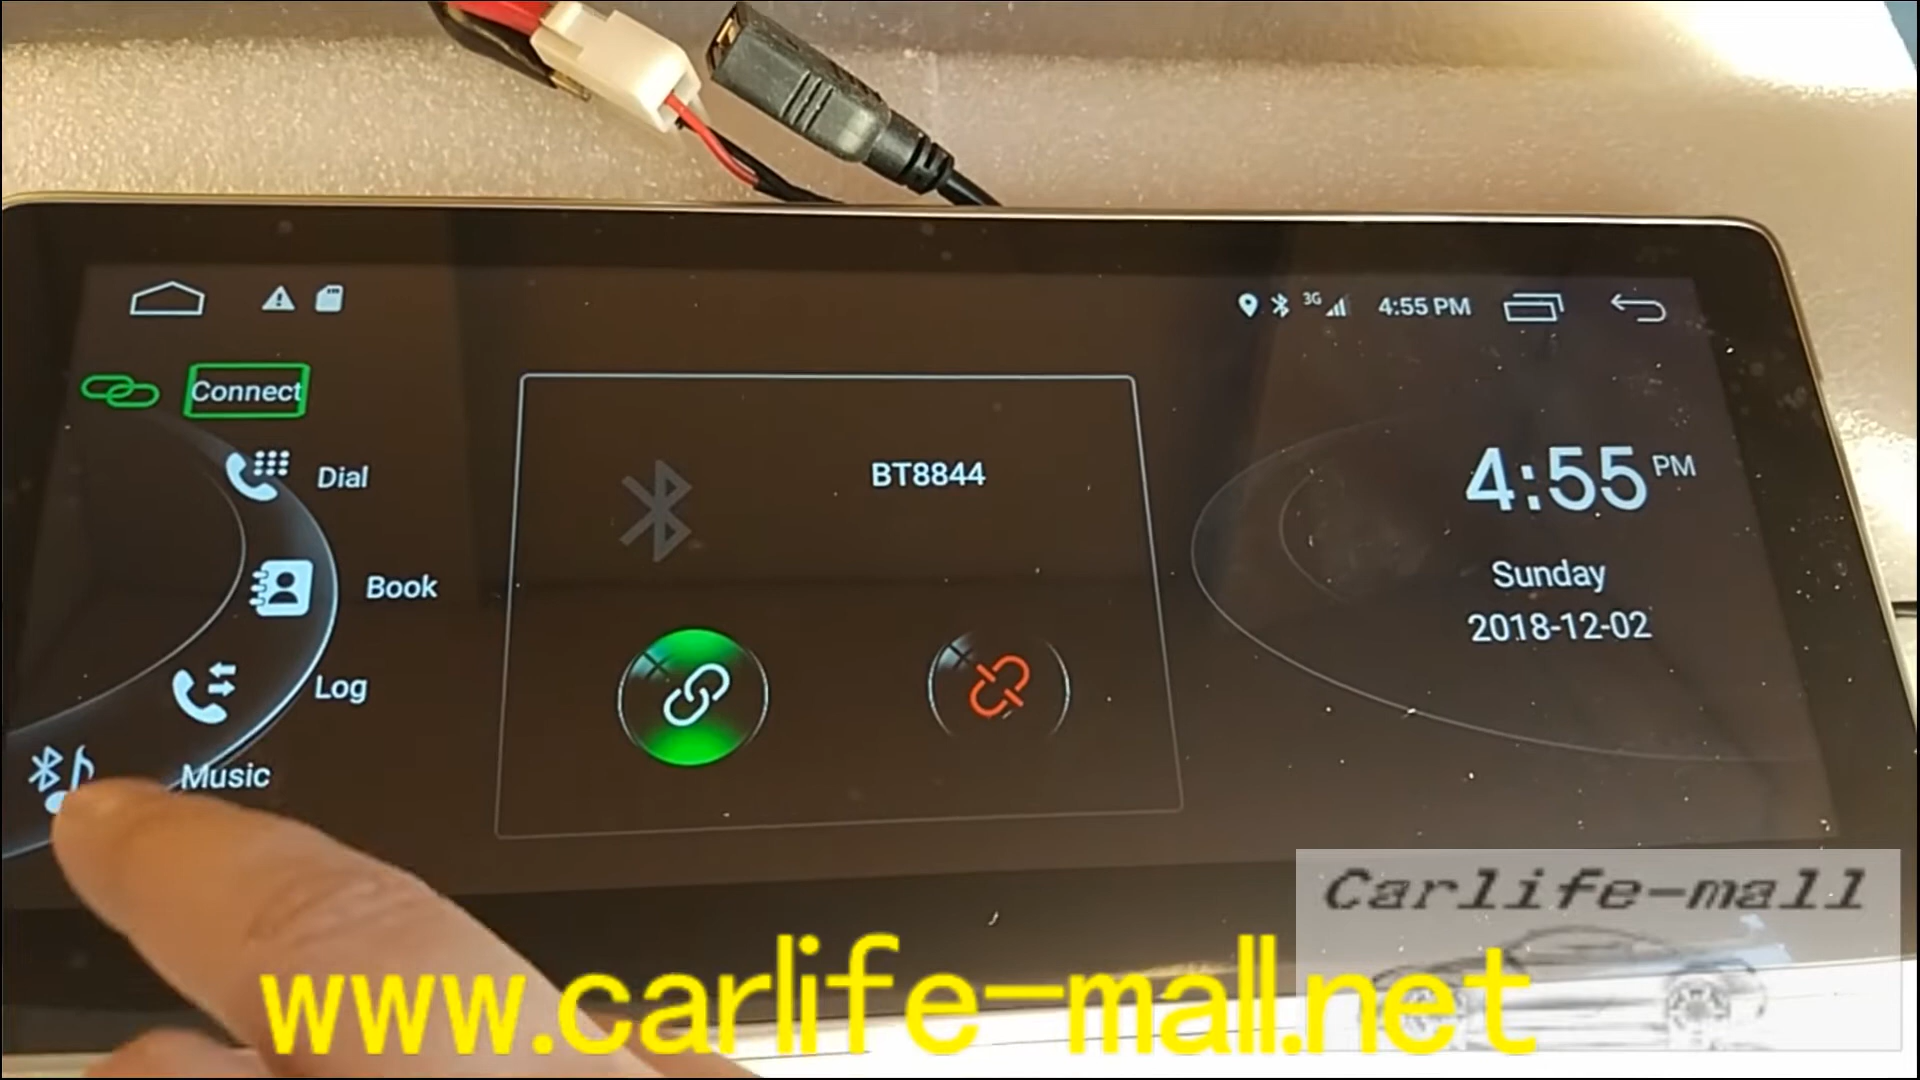 3G
4:55 PM
Connect
Dial
Book
Log
Music
BT8844
4:55 PM
Sunday
2018-12-02
Carlife-mall
www.carlife-mall.net